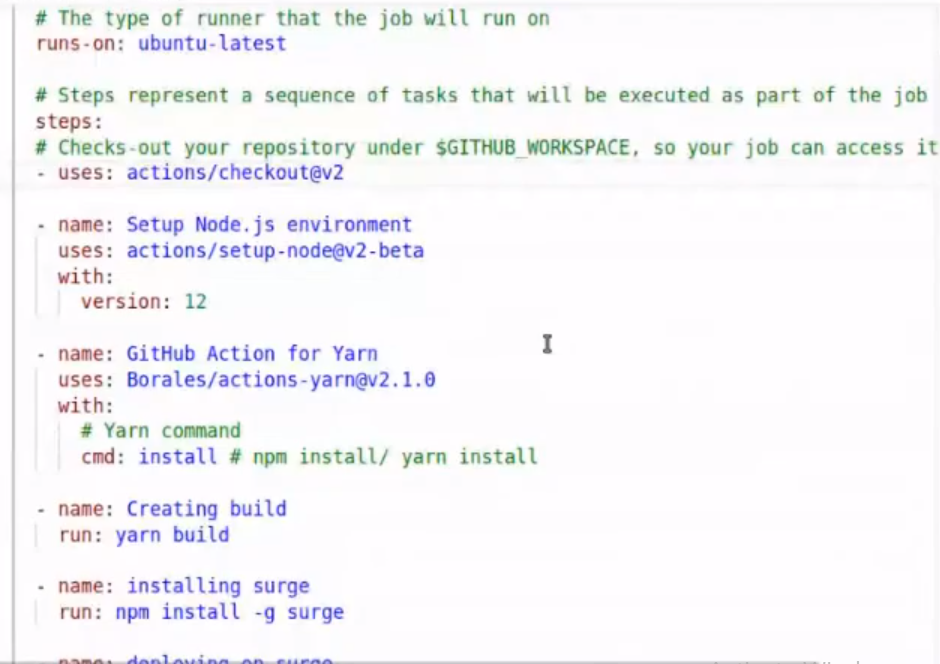 # The type of runner that the job will run on
runs-on: ubuntu-latest
# Steps represent a sequence of tasks that will be executed as part of the job
steps:
# Checks-out your repository under $GITHUB_WORKSPACE, so your job can access it
- uses: actions/checkout@v2
- name: Setup Node.js environment
uses: actions/setup-node@v2-beta
with:
version: 12
- name: GitHub Action for Yarn
uses: Borales/actions-yarn@v2.1.0
with:
# Yarn command
cmd: install # npm install/ yarn install
- name: Creating build
run: yarn build
- name: installing surge
run: npm install -g surge
- name: deploying on surge